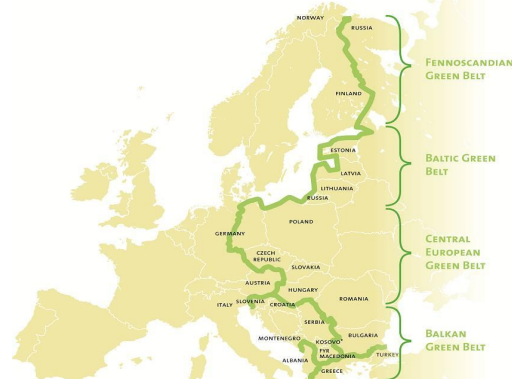 NORWAY
RUSSIA
FENNOSCANDIAN
GREEN BELT
FINLAND
ESTONIA
BALTIC GREEN
BELT
LATVIA
LITHUANIA
RUSSIA
POLAND
GERMANY
CENTRAL
EUROPEAN
GREEN BELT
CZECH
REPUBLIC
SLOVAKIA
AUSTRIA
HUNGARY
ROMANIA
ITALY
SLOVENIA
CROATIA
SERBIA
BULGARIA
BALKAN
GREEN BELT
MONTENEGRO
KOSOVO*
FYR
MACEDONIA
TURKEY
ALBANIA
GREECE